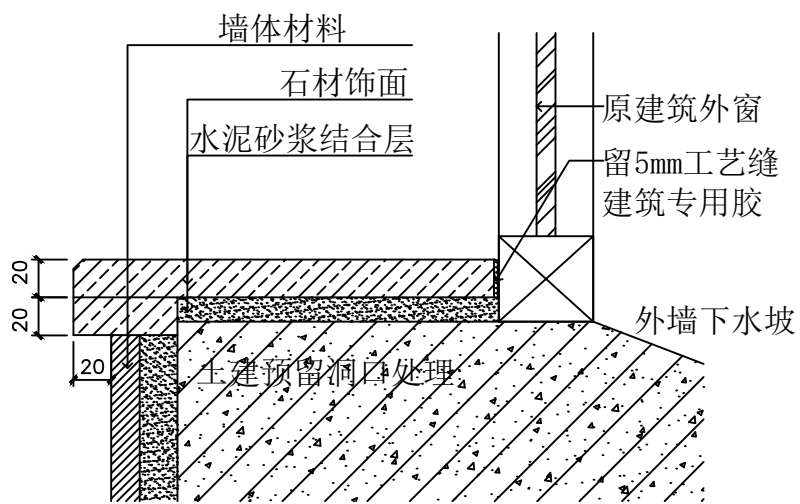 墙体材料
石材饰面
水泥砂浆结合层
原建筑外窗
留5mm工艺缝
建筑专用胶
20
20
外墙下水坡
20
土建预留洞口处理